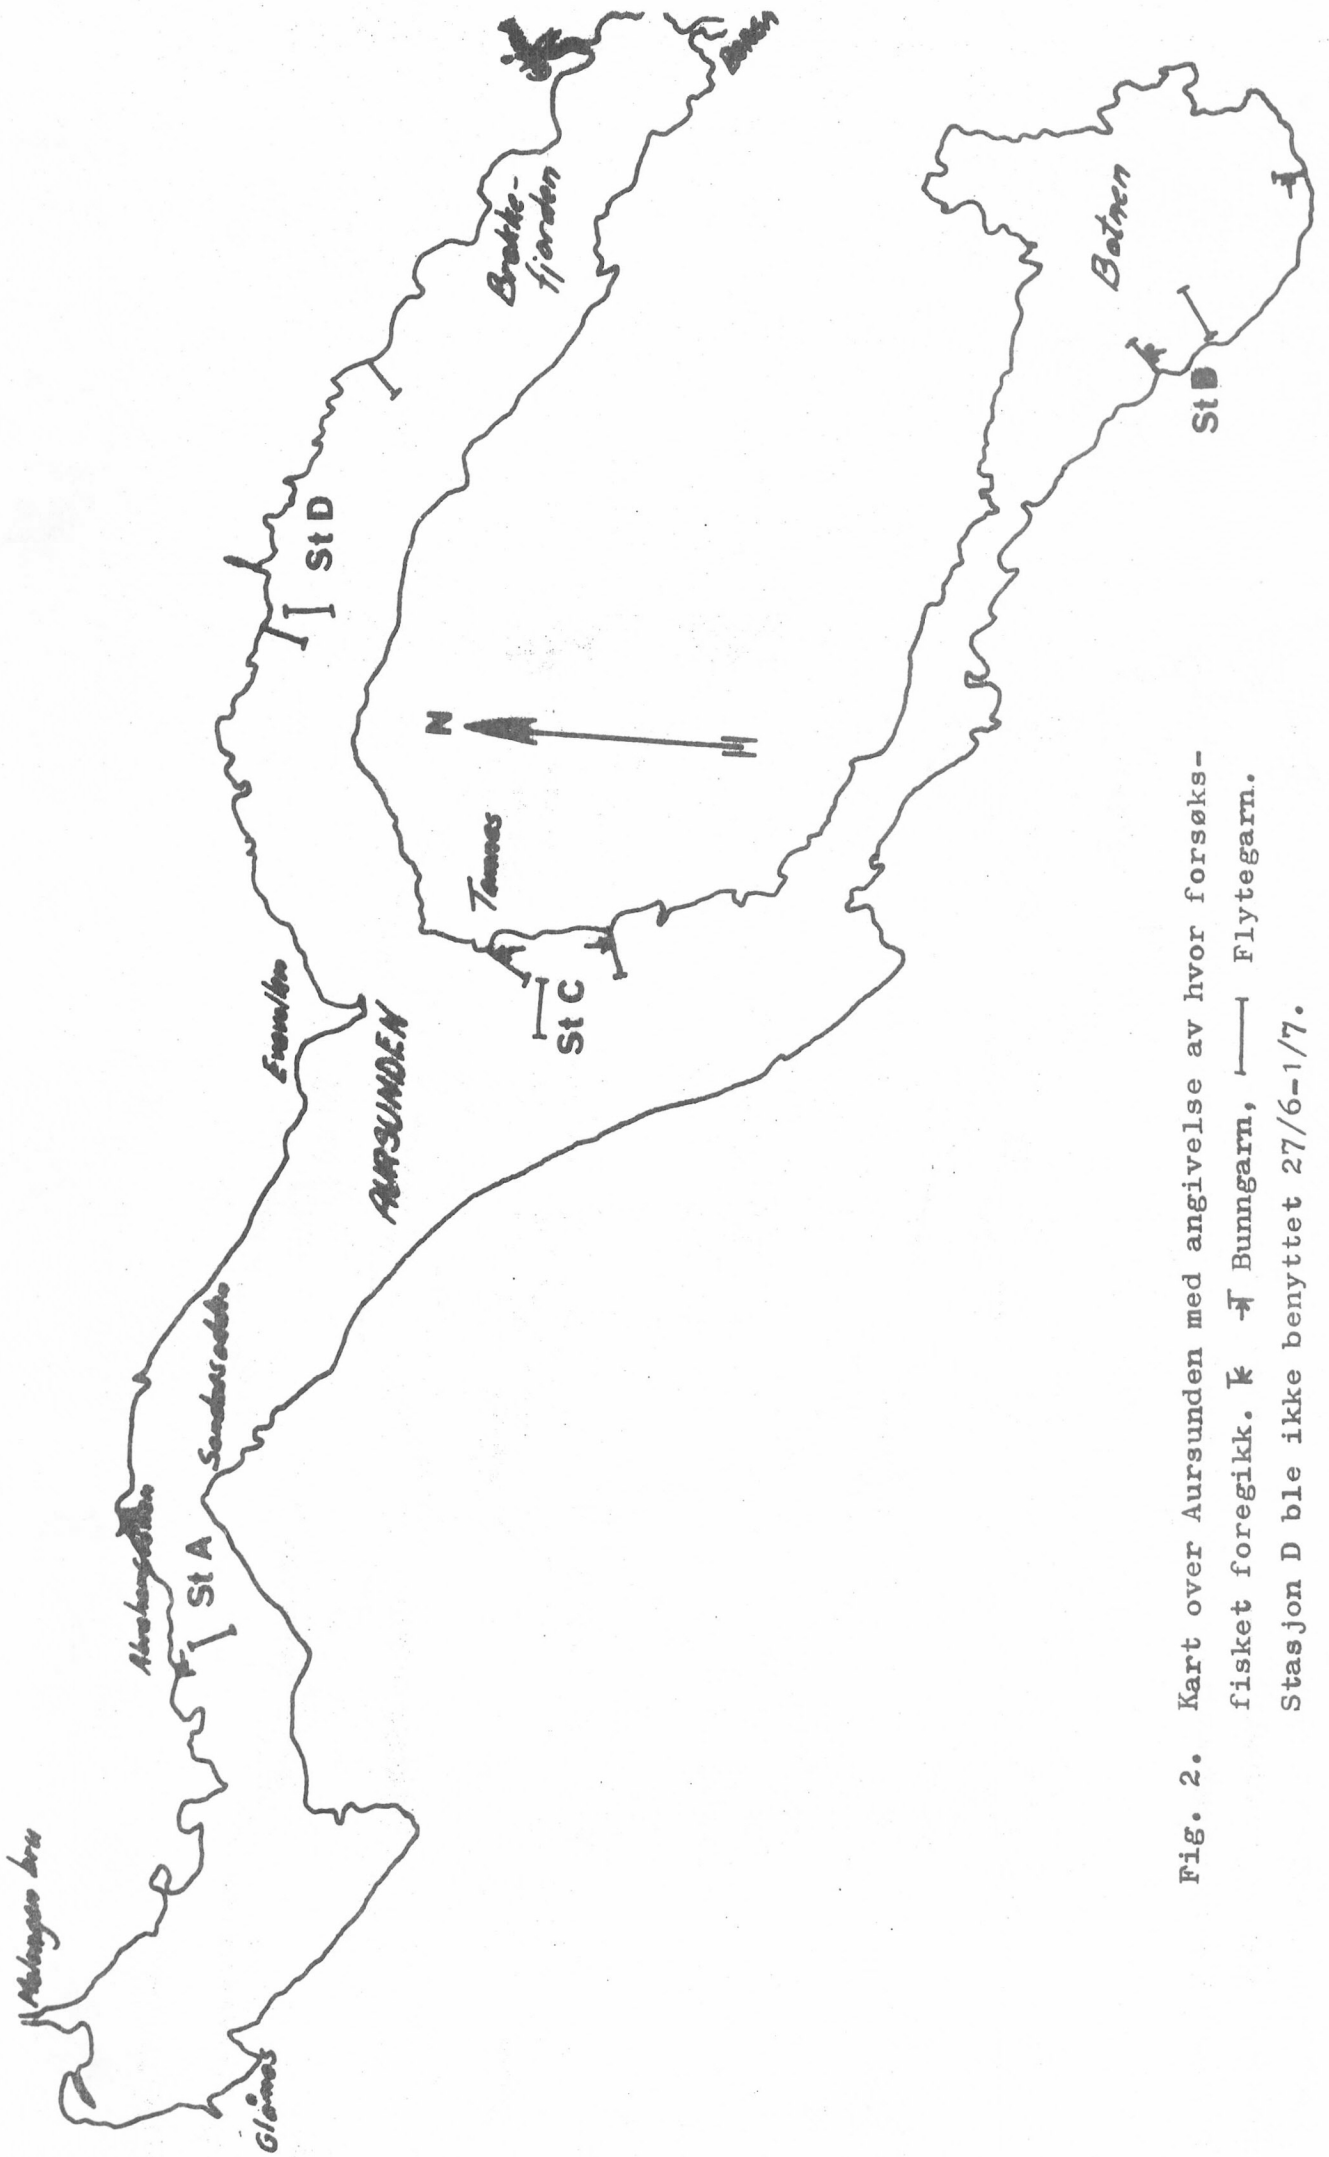 Brekke-
fjorden
St D
N
Tamnes
AURSUNDEN
St C
St A
Botnen
St B
Glåmos
Fig. 2. Kart over Aursunden med angivelse av hvor forsøks-
fisket foregikk. Bunngarn, Flytegarn.
Stasjon D ble ikke benyttet 27/6-1/7.